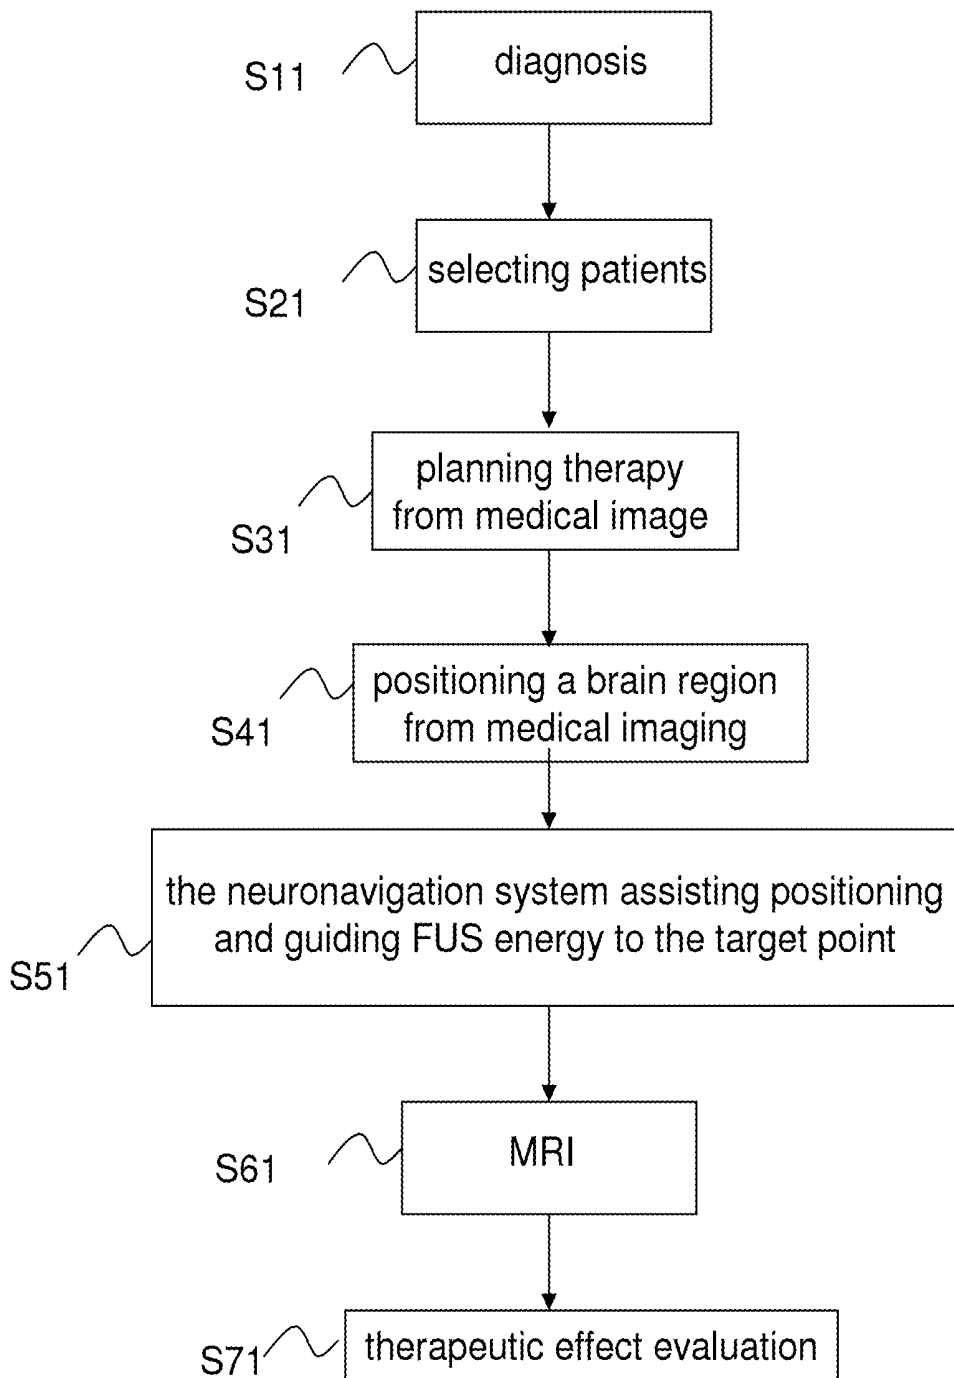 diagnosis
S11
selecting patients
S21
planning therapy
from medical image
S31
positioning a brain region
from medical imaging
S41
the neuronavigation system assisting positioning
and guiding FUS energy to the target point
S51
MRI
S61
therapeutic effect evaluation
S71